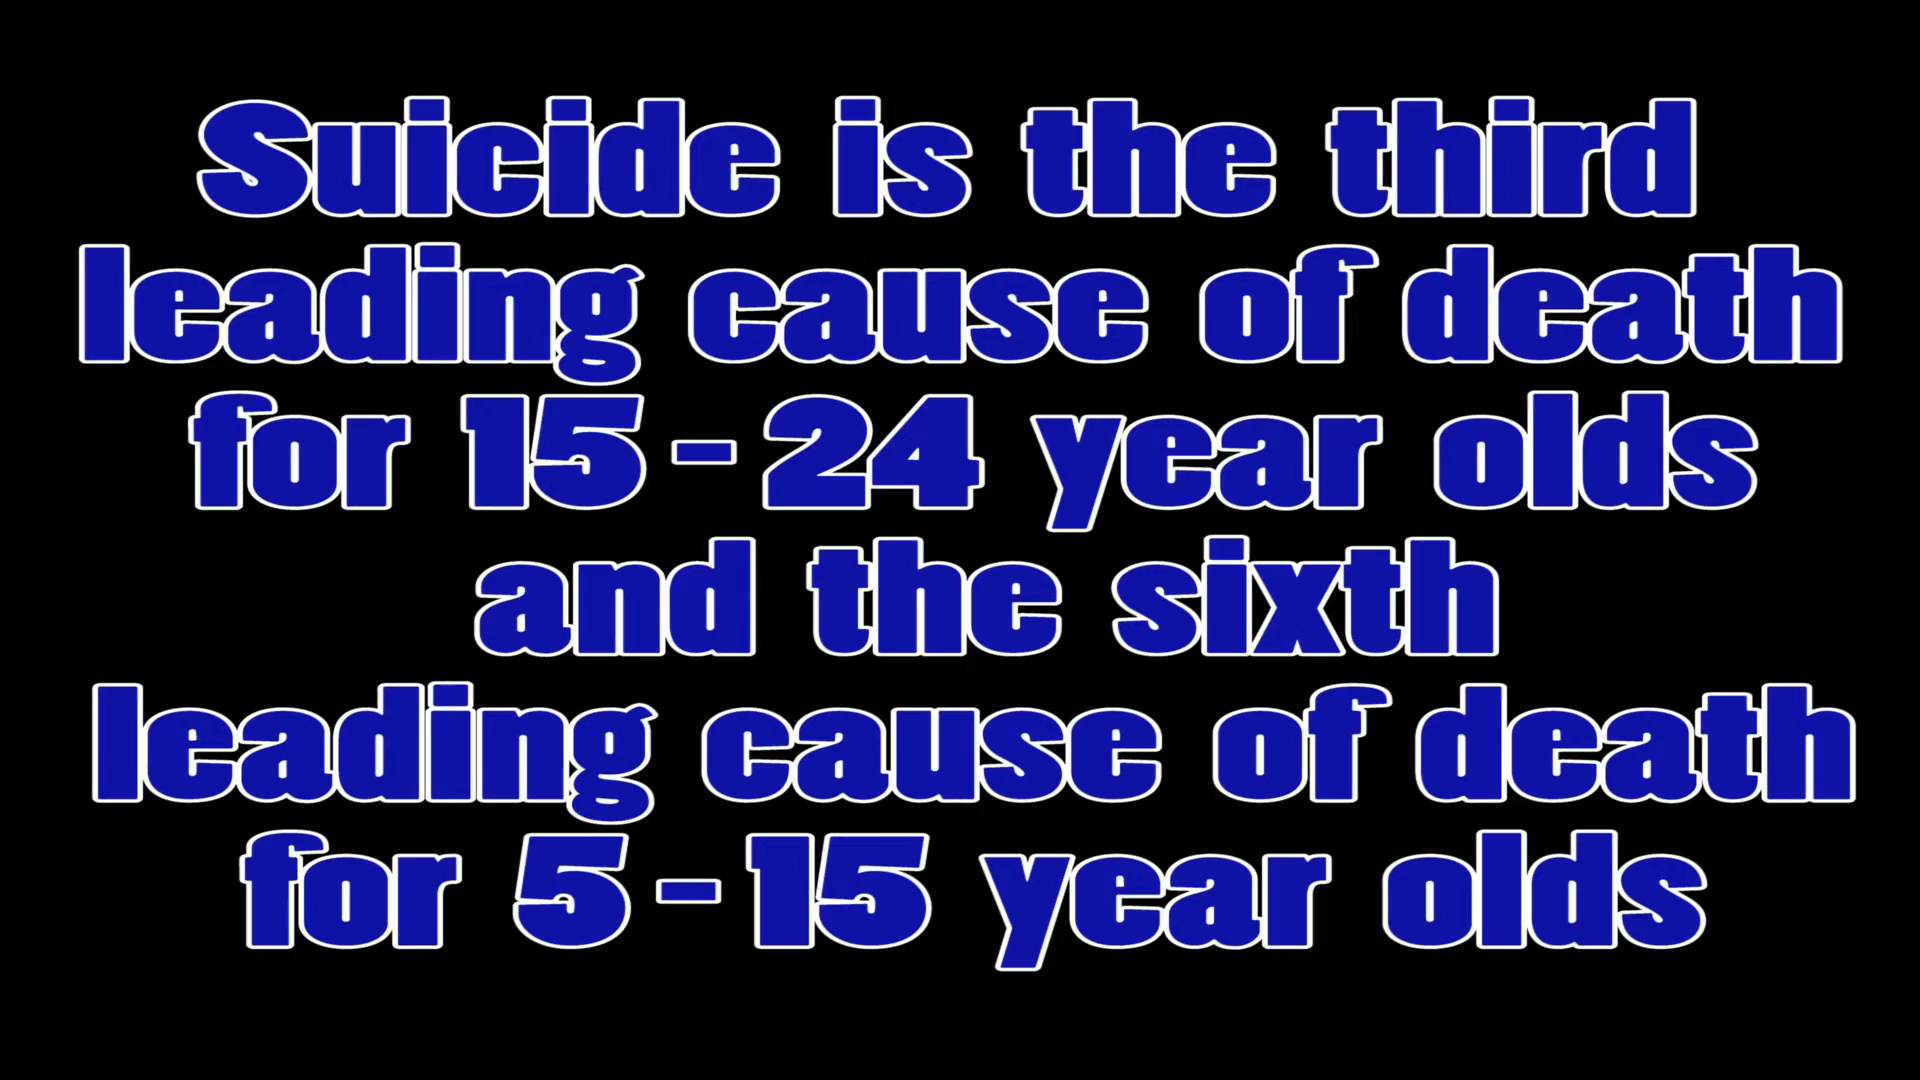 Suicide is the third
leading cause of death
for 15-24 year olds
and the sixth
leading cause of death
for 5-15 year olds